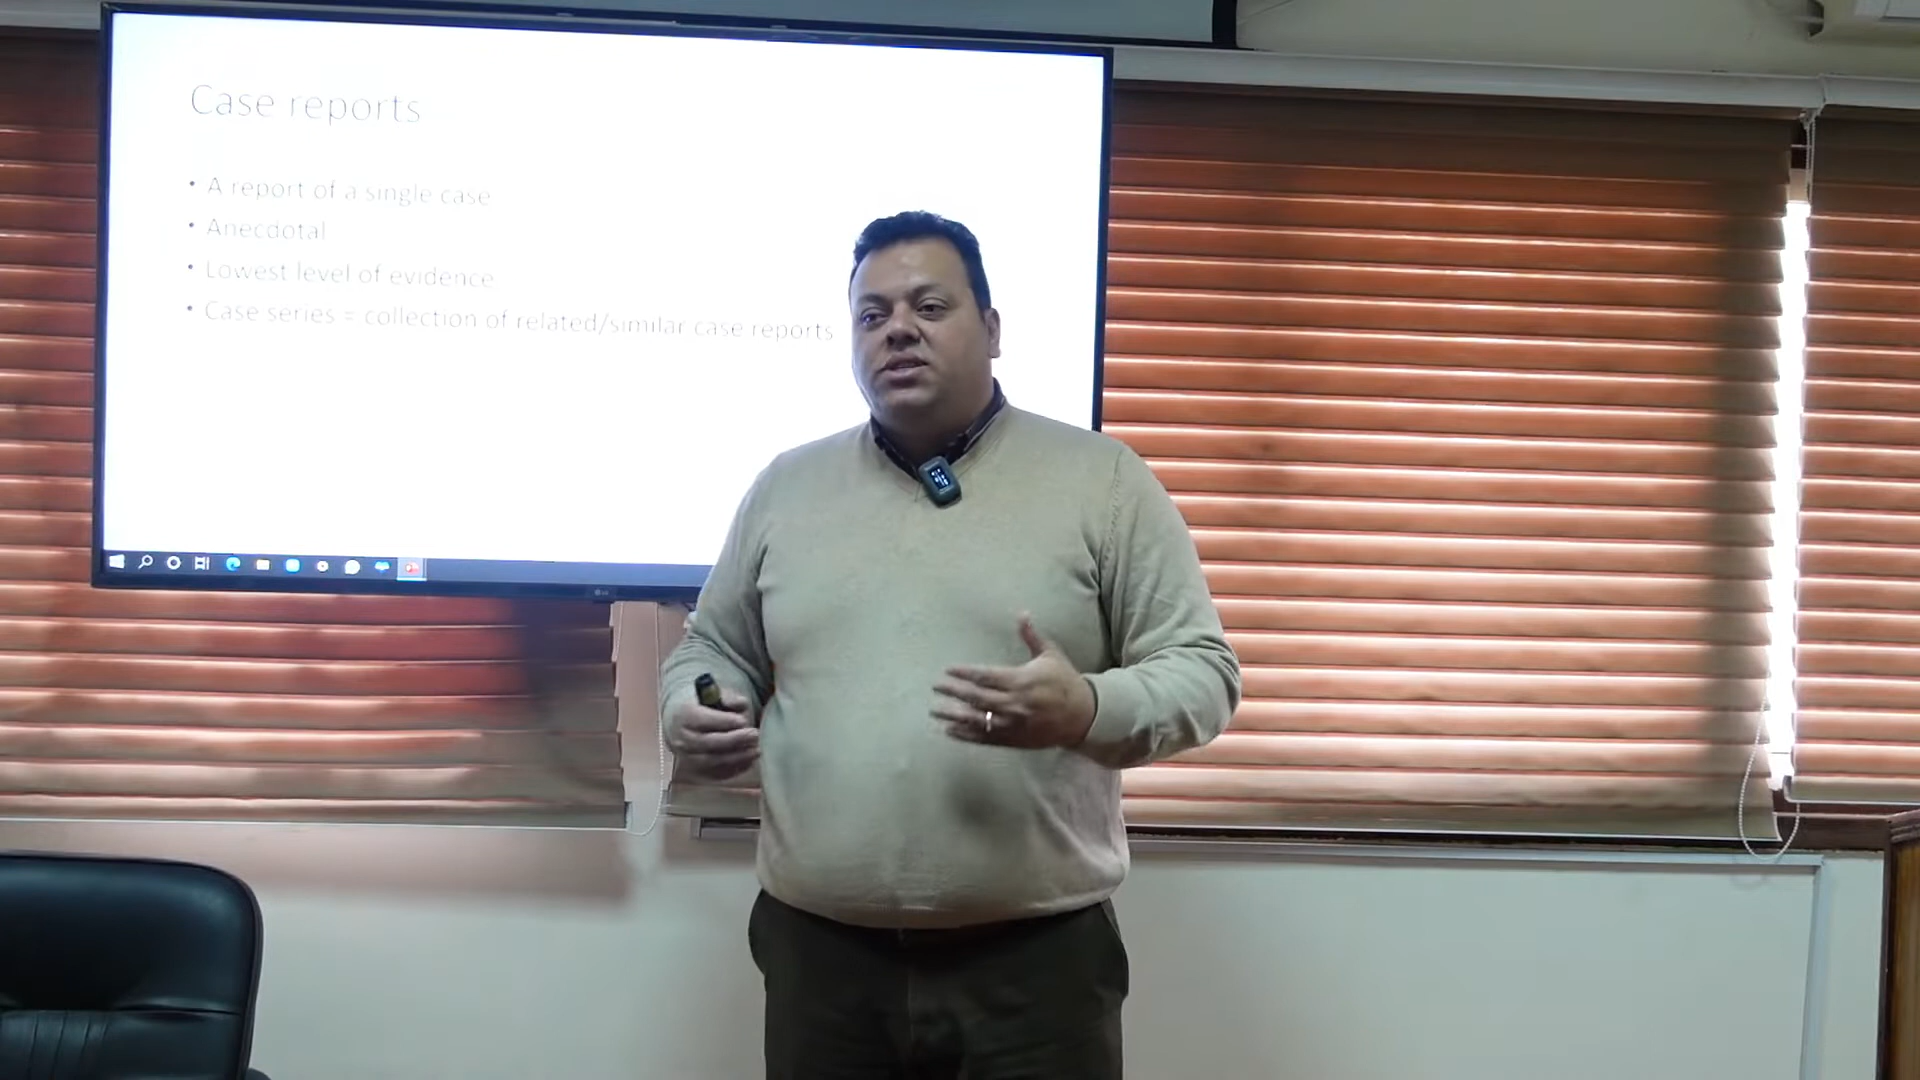 Case reports
• A report of a single case
• Anecdotal
• Lowest level of evidence
• Case series = collection of related/similar case reports
LG